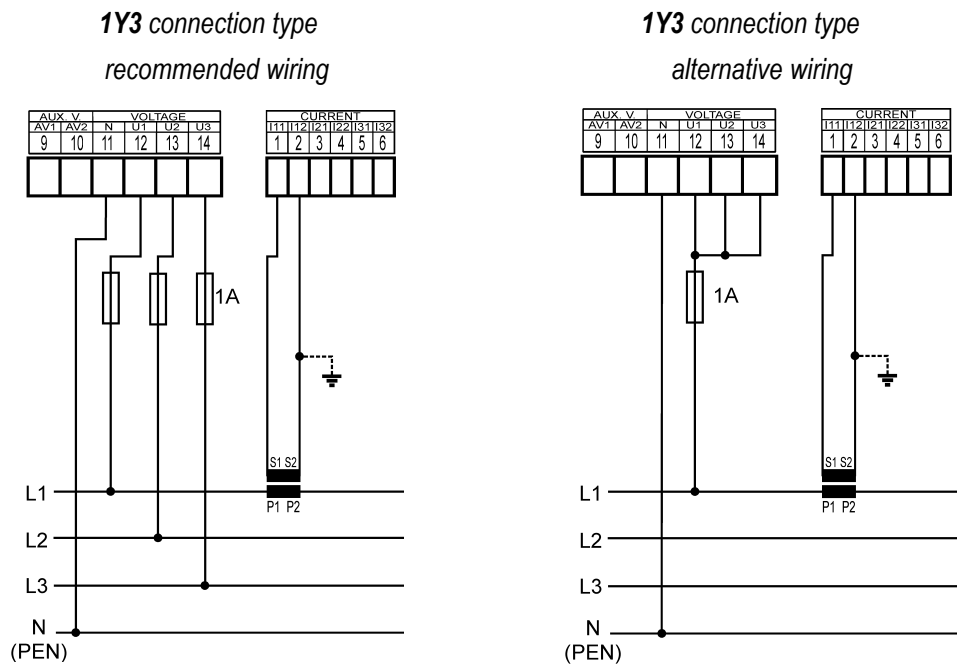 1Y3 connection type
recommended wiring
AUX. V. VOLTAGE
AV1 AV2 N U1 U2 U3
9 10 11 12 13 14
CURRENT
I11 I12 I21 I22 I31 I32
1 2 3 4 5 6
1A
S1 S2
L1
P1 P2
L2
L3
N
(PEN)
1Y3 connection type
alternative wiring
AUX. V. VOLTAGE
AV1 AV2 N U1 U2 U3
9 10 11 12 13 14
CURRENT
I11 I12 I21 I22 I31 I32
1 2 3 4 5 6
1A
S1 S2
L1
P1 P2
L2
L3
N
(PEN)